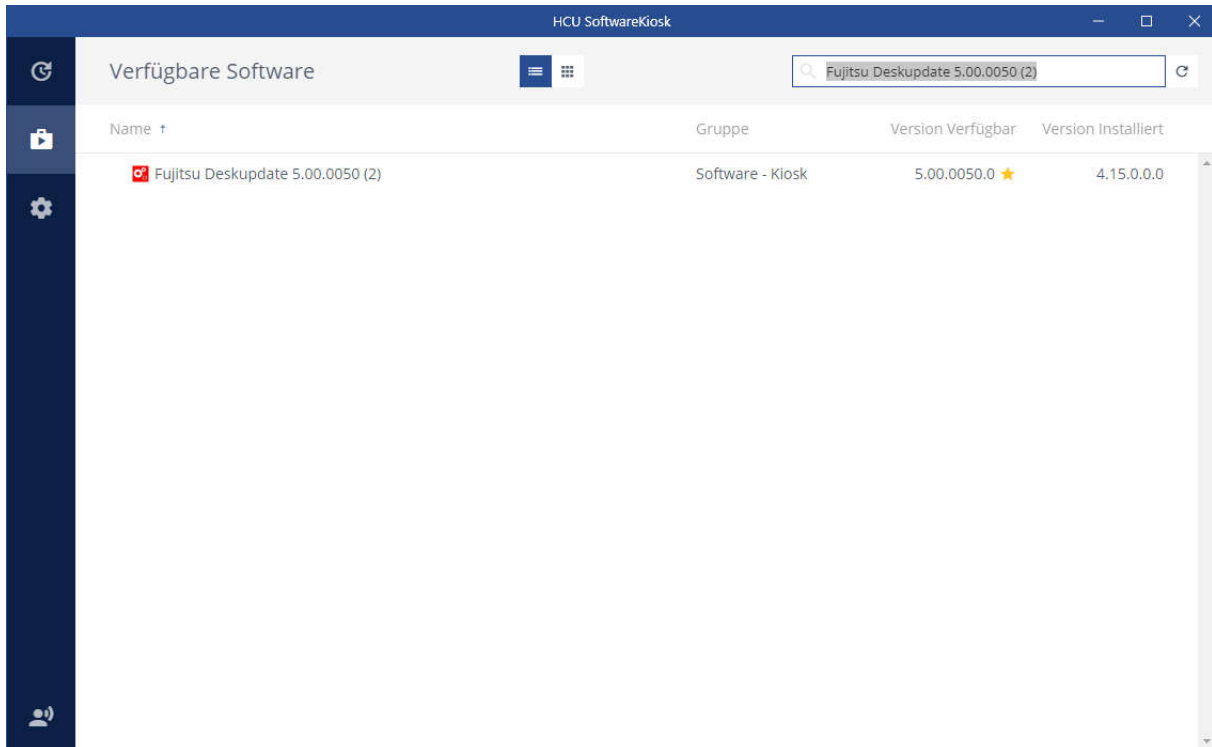 HCU SoftwareKiosk
Verfügbare Software
Fujitsu Deskupdate 5.00.0050 (2)
Name ↑ Gruppe Version Verfügbar Version Installiert
Fujitsu Deskupdate 5.00.0050 (2) Software - Kiosk 5.00.0050.0 4.15.0.0.0